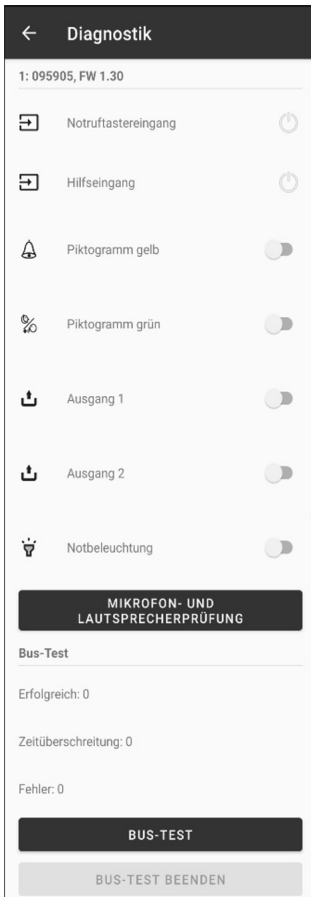 Diagnostik
1: 095905, FW 1.30
Notruftastereingang
Hilfseingang
Piktogramm gelb
Piktogramm grün
Ausgang 1
Ausgang 2
Notbeleuchtung
MIKROFON- UND
LAUTSPRECHERPRÜFUNG
Bus-Test
Erfolgreich: 0
Zeitüberschreitung: 0
Fehler: 0
BUS-TEST
BUS-TEST BEENDEN